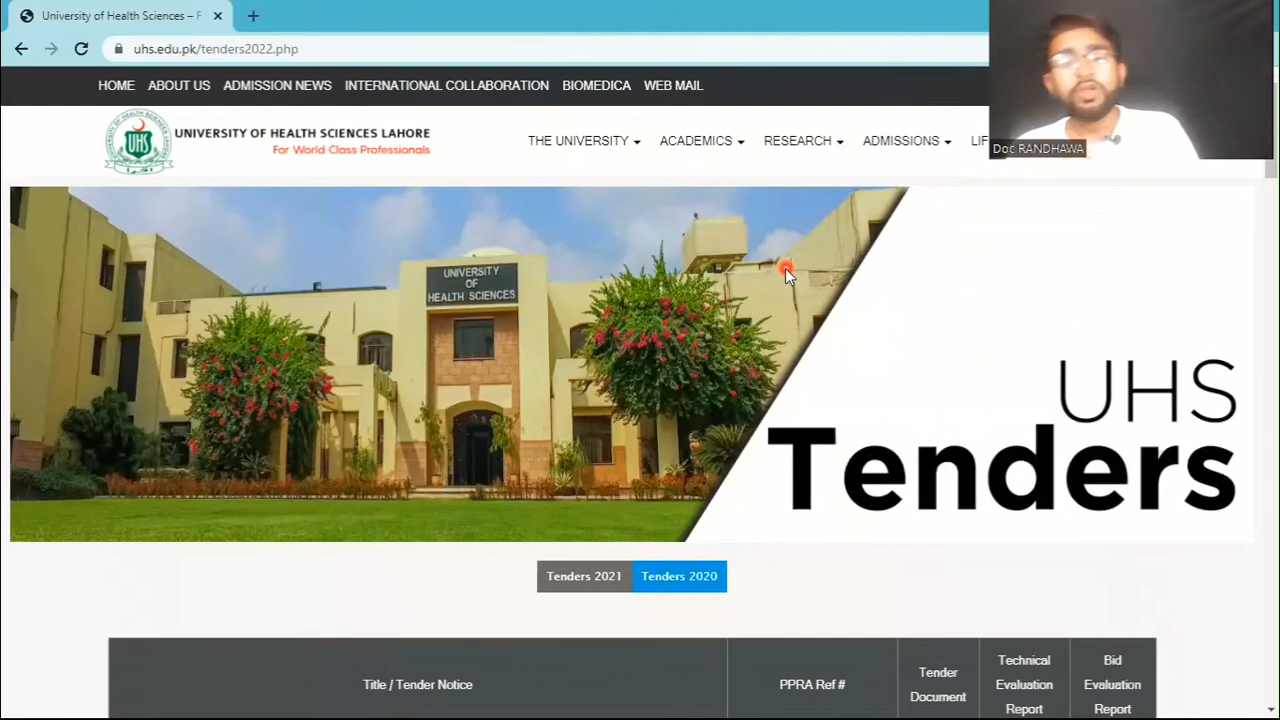 University of Health Sciences – F
uhs.edu.pk/tenders2022.php
HOME ABOUT US ADMISSION NEWS INTERNATIONAL COLLABORATION BIOMEDICA WEB MAIL
UHS
UNIVERSITY OF HEALTH SCIENCES LAHORE
For World Class Professionals
THE UNIVERSITY ACADEMICS RESEARCH ADMISSIONS LIF
Doc RANDHAWA
UNIVERSITY
OF
HEALTH SCIENCES
UHS
Tenders
Tenders 2021 Tenders 2020
Title / Tender Notice
PPRA Ref #
Tender
Document
Technical
Evaluation
Report
Bid
Evaluation
Report